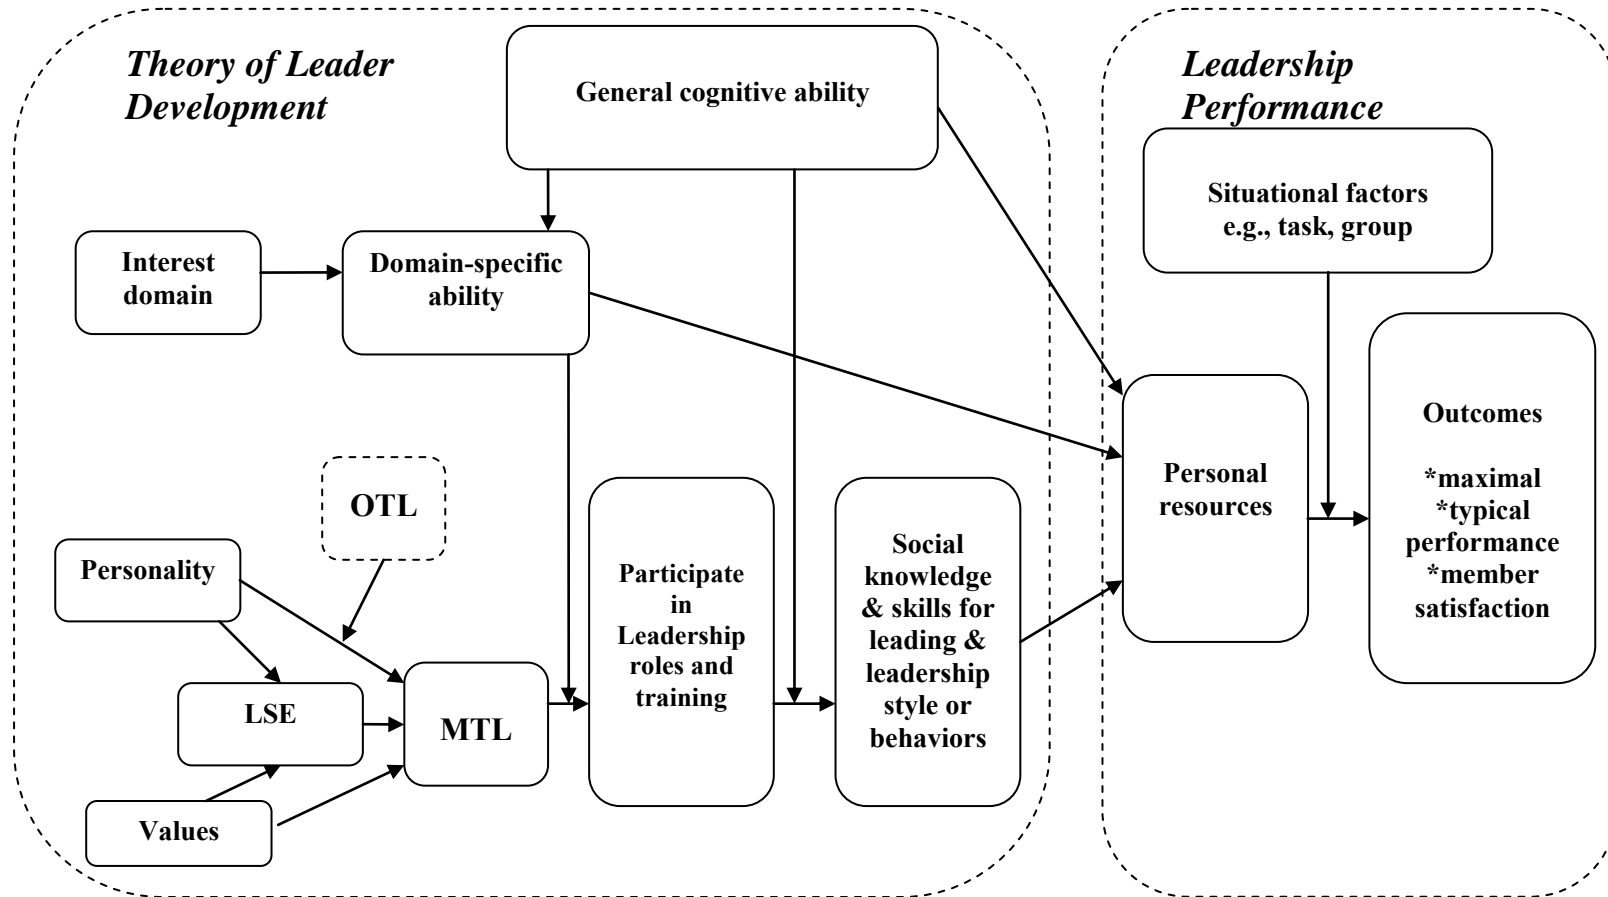 Theory of Leader
Development
General cognitive ability
Leadership
Performance
Situational factors
e.g., task, group
Interest
domain
Domain-specific
ability
Outcomes
*maximal
*typical
performance
*member
satisfaction
Personal
resources
OTL
Personality
Participate
in
Leadership
roles and
training
Social
knowledge
& skills for
leading &
leadership
style or
behaviors
LSE
MTL
Values